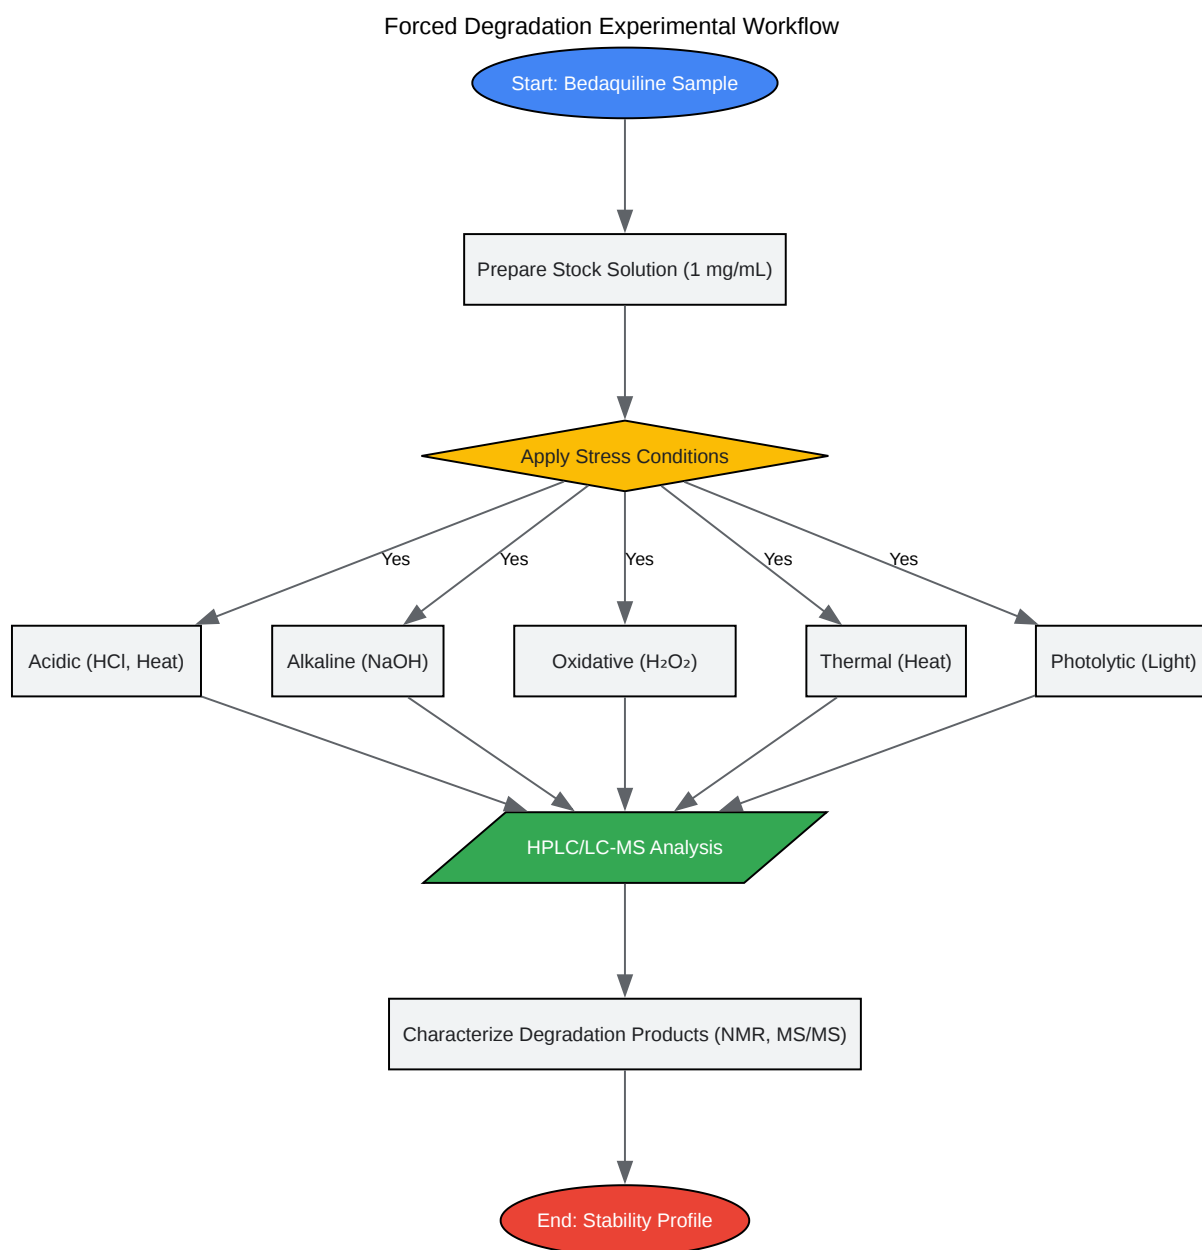 Forced Degradation Experimental Workflow
Start: Bedaquiline Sample
Prepare Stock Solution (1 mg/mL)
Apply Stress Conditions
Yes
Yes
Yes
Yes
Yes
Acidic (HCl, Heat)
Alkaline (NaOH)
Oxidative (H₂O₂)
Thermal (Heat)
Photolytic (Light)
HPLC/LC-MS Analysis
Characterize Degradation Products (NMR, MS/MS)
End: Stability Profile